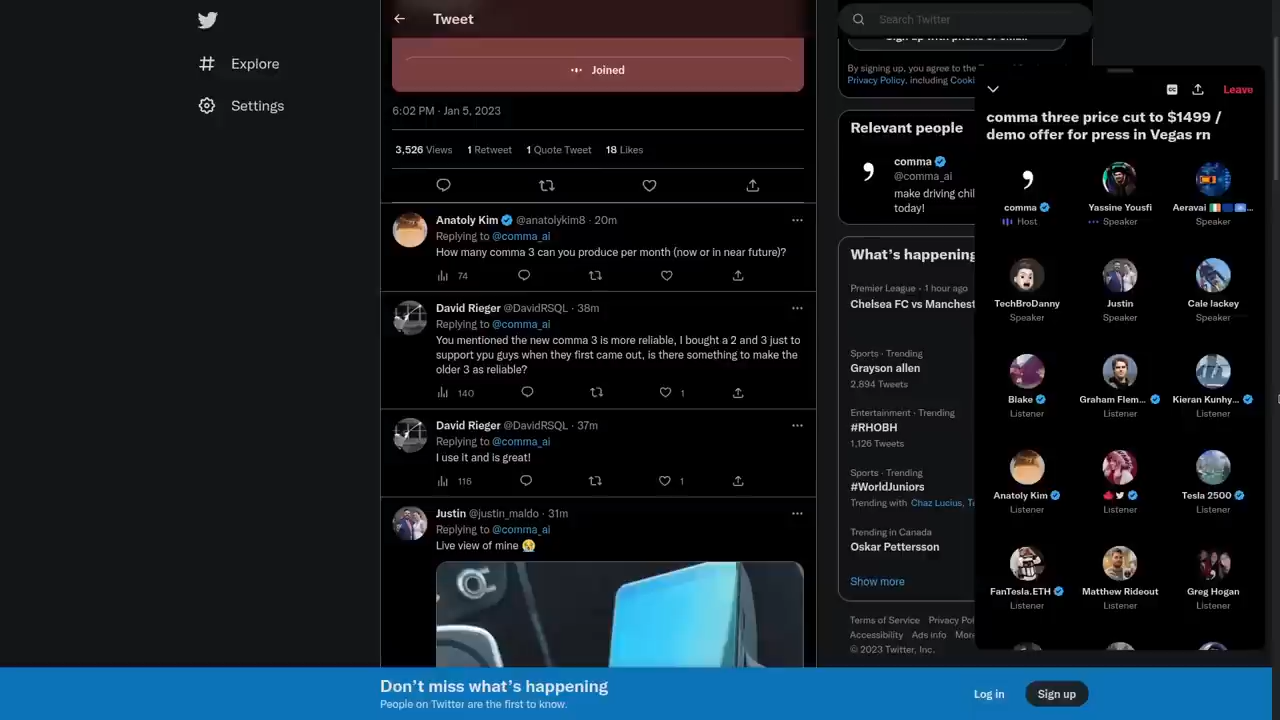 Explore
Settings
Tweet
Joined
6:02 PM · Jan 5, 2023
3,526 Views 1 Retweet 1 Quote Tweet 18 Likes
Anatoly Kim @anatolykim8 · 20m
Replying to @comma_ai
How many comma 3 can you produce per month (now or in near future)?
74
David Rieger @DavidRSQL · 38m
Replying to @comma_ai
You mentioned the new comma 3 is more reliable, I bought a 2 and 3 just to
support ypu guys when they first came out, is there something to make the
older 3 as reliable?
140 1
David Rieger @DavidRSQL · 37m
Replying to @comma_ai
I use it and is great!
116 1
Justin @justin_maldo · 31m
Replying to @comma_ai
Live view of mine 😭
Search Twitter
Sign up with phone or email
By signing up, you agree to the
Privacy Policy, including Cooki
Relevant people
comma
@comma_ai
make driving chil
today!
What's happening
Premier League · 1 hour ago
Chelsea FC vs Manchest
Sports · Trending
Grayson allen
2,894 Tweets
Entertainment · Trending
#RHOBH
1,126 Tweets
Sports · Trending
#WorldJuniors
Trending with Chaz Lucius, T
Trending in Canada
Oskar Pettersson
Show more
Terms of Service Privacy Pol
Accessibility Ads info Mor
© 2023 Twitter, Inc.
CC Leave
comma three price cut to $1499 /
demo offer for press in Vegas rn
comma Yassine Yousfi Aeravai 🇮🇪🇪🇺...
Host Speaker Speaker
TechBroDanny Justin Cale lackey
Speaker Speaker Speaker
Blake Graham Flem... Kieran Kunhy...
Listener Listener Listener
Anatoly Kim 🍁 Tesla 2500
Listener Listener Listener
FanTesla.ETH Matthew Rideout Greg Hogan
Listener Listener Listener
Don't miss what's happening
People on Twitter are the first to know.
Log in Sign up